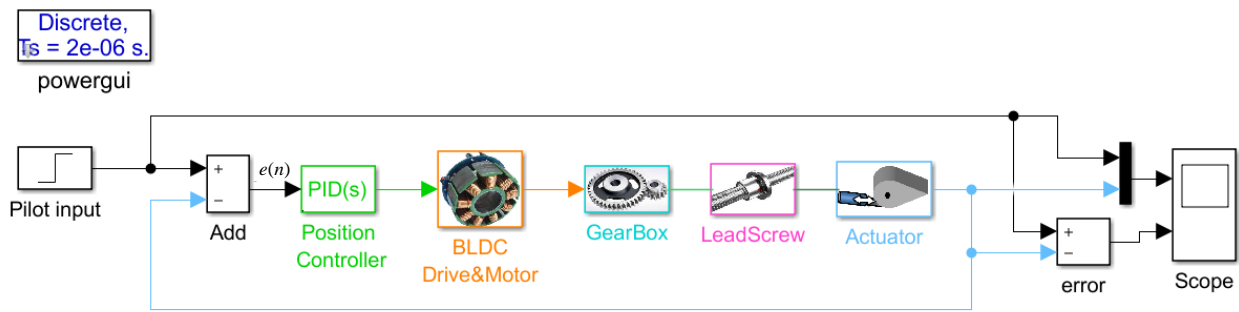 Discrete,
Ts = 2e-06 s.
powergui
Pilot input
+
−
Add
e(n)
PID(s)
Position
Controller
BLDC
Drive&Motor
GearBox
LeadScrew
Actuator
+
−
error
Scope